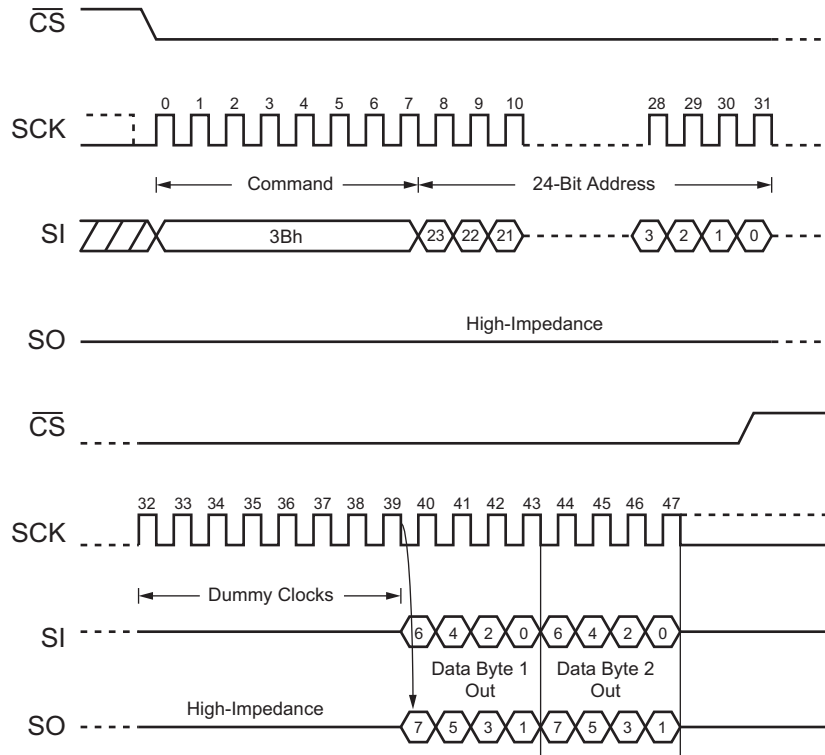 CS
0 1 2 3 4 5 6 7 8 9 10 28 29 30 31
SCK
Command 24-Bit Address
SI 3Bh 23 22 21 3 2 1 0
High-Impedance
SO
CS
32 33 34 35 36 37 38 39 40 41 42 43 44 45 46 47
SCK
Dummy Clocks
SI 6 4 2 0 6 4 2 0
Data Byte 1 Data Byte 2
Out Out
High-Impedance
SO 7 5 3 1 7 5 3 1